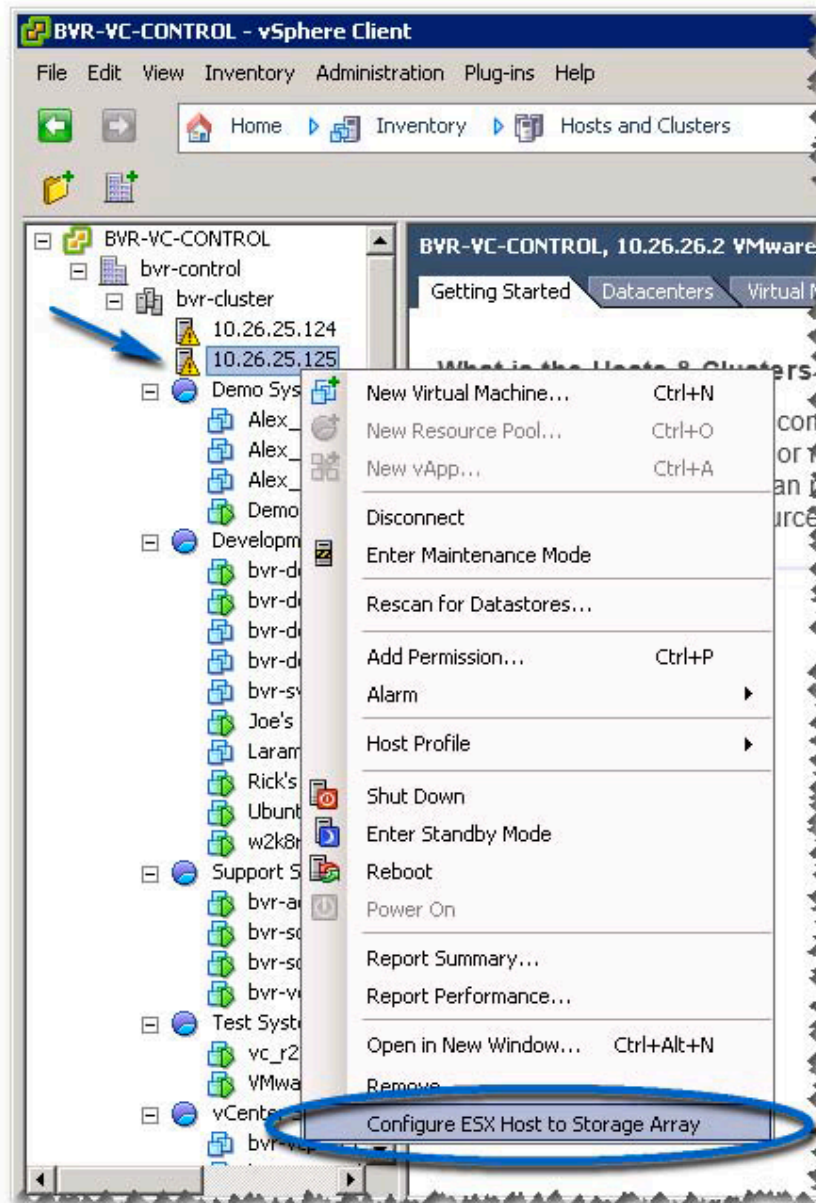 BVR-VC-CONTROL - vSphere Client
File Edit View Inventory Administration Plug-ins Help
Home Inventory Hosts and Clusters
BVR-VC-CONTROL
bvr-control
bvr-cluster
10.26.25.124
10.26.25.125
Demo Sys
Alex_
Alex_
Alex_
Demo
Developm
bvr-d
bvr-d
bvr-d
bvr-d
bvr-s
Joe's
Laram
Rick's
Ubunt
w2k8r
Support S
bvr-a
bvr-s
bvr-s
bvr-v
Test Syst
vc_r2
VMwa
vCenter
BVR-VC-CONTROL, 10.26.26.2 VMware
Getting Started Datacenters Virtual
What is the Hosts & Clusters
New Virtual Machine... Ctrl+N
New Resource Pool... Ctrl+O
New vApp... Ctrl+A
Disconnect
Enter Maintenance Mode
Rescan for Datastores...
Add Permission... Ctrl+P
Alarm
Host Profile
Shut Down
Enter Standby Mode
Reboot
Power On
Report Summary...
Report Performance...
Open in New Window... Ctrl+Alt+N
Remove
Configure ESX Host to Storage Array